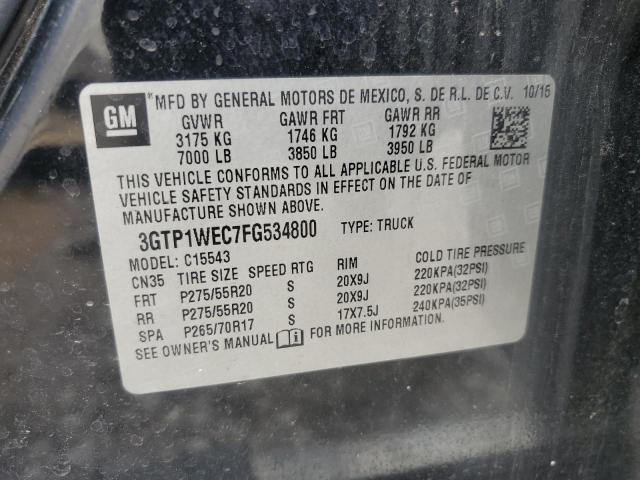 GM
*MFD BY GENERAL MOTORS DE MEXICO, S. DE R.L. DE C.V. 10/15
GVWR GAWR FRT GAWR RR
3175 KG 1746 KG 1792 KG
7000 LB 3850 LB 3950 LB
THIS VEHICLE CONFORMS TO ALL APPLICABLE U.S. FEDERAL MOTOR
VEHICLE SAFETY STANDARDS IN EFFECT ON THE DATE OF
MANUFACTURE SHOWN ABOVE.
3GTP1WEC7FG534800 TYPE: TRUCK
MODEL: C15543
CN35 TIRE SIZE SPEED RTG RIM COLD TIRE PRESSURE
FRT P275/55R20 S 20X9J 220KPA(32PSI)
RR P275/55R20 S 20X9J 220KPA(32PSI)
SPA P265/70R17 S 17X7.5J 240KPA(35PSI)
SEE OWNER'S MANUAL FOR MORE INFORMATION.